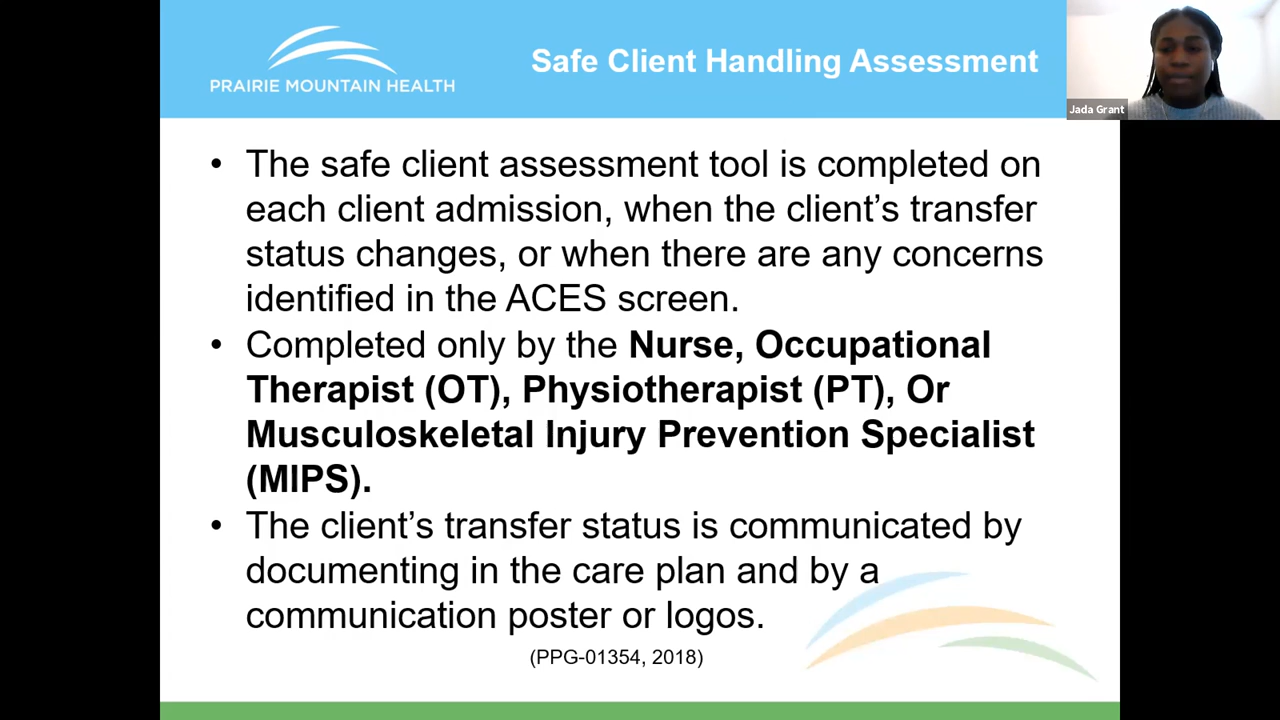 PRAIRIE MOUNTAIN HEALTH
Safe Client Handling Assessment
Jada Grant
• The safe client assessment tool is completed on
each client admission, when the client’s transfer
status changes, or when there are any concerns
identified in the ACES screen.
• Completed only by the Nurse, Occupational
Therapist (OT), Physiotherapist (PT), Or
Musculoskeletal Injury Prevention Specialist
(MIPS).
• The client’s transfer status is communicated by
documenting in the care plan and by a
communication poster or logos.
(PPG-01354, 2018)